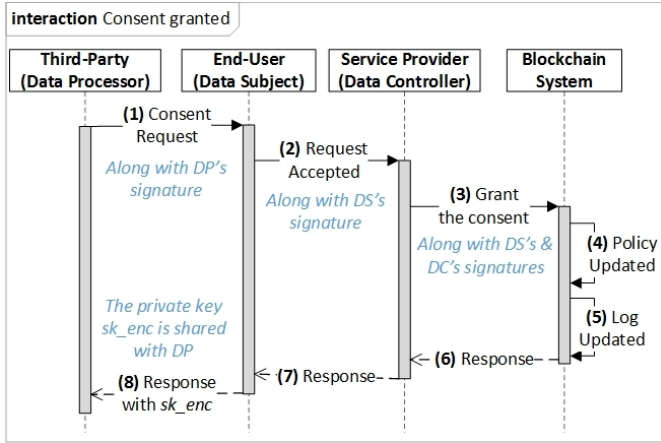 interaction Consent granted
Third-Party
(Data Processor)
End-User
(Data Subject)
Service Provider
(Data Controller)
Blockchain
System
(1) Consent
Request
Along with DP's
signature
(2) Request
Accepted
Along with DS's
signature
(3) Grant
the consent
Along with DS's &
DC's signatures
(4) Policy
Updated
(5) Log
Updated
(6) Response
(7) Response
The private key
sk_enc is shared
with DP
(8) Response
with sk_enc